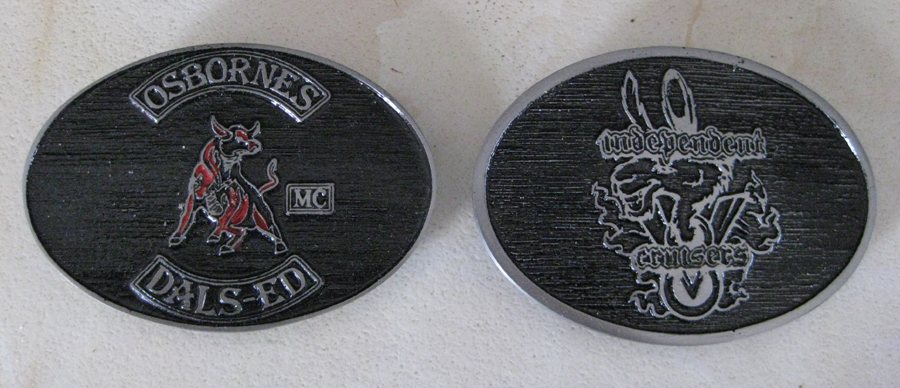 OSBORNES
MC
DALS-ED
independent
cruisers